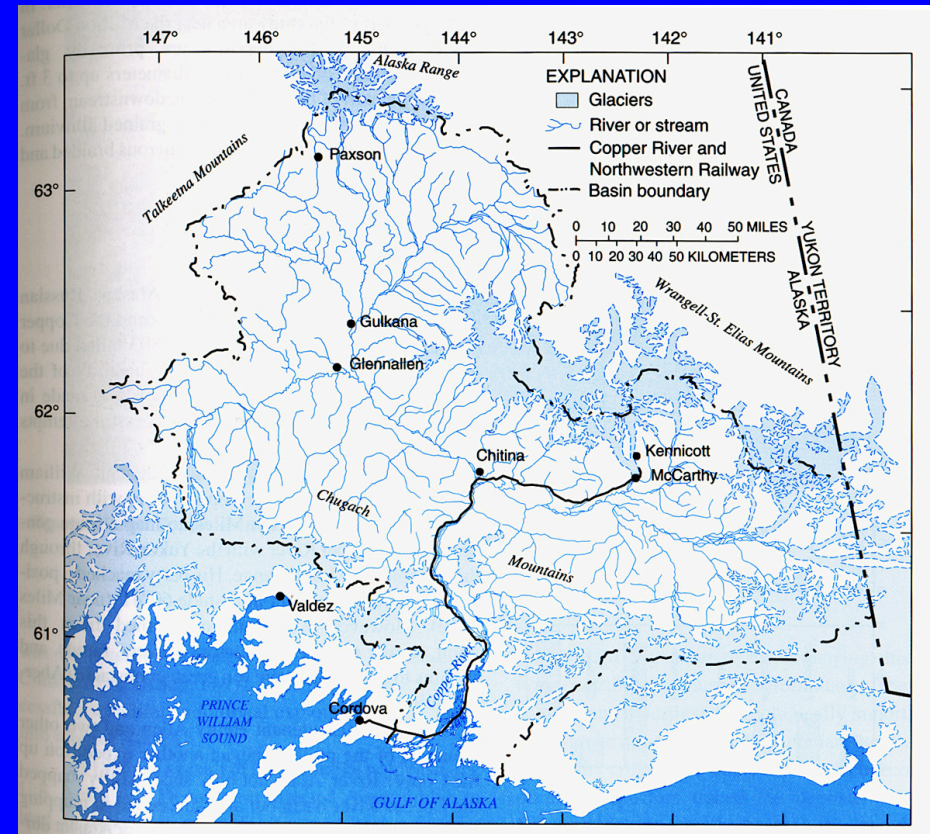 147° 146° 145° 144° 143° 142° 141°
Alaska Range
EXPLANATION
Glaciers
River or stream
Copper River and
Northwestern Railway
Basin boundary
0 10 20 30 40 50 MILES
0 10 20 30 40 50 KILOMETERS
CANADA
UNITED STATES
YUKON TERRITORY
ALASKA
Talkeetna Mountains
Paxson
63°
Gulkana
Glennallen
Wrangell-St. Elias Mountains
62°
Chitina
Kennicott
McCarthy
Chugach
Mountains
Valdez
61°
Copper River
PRINCE
WILLIAM
SOUND
Cordova
GULF OF ALASKA